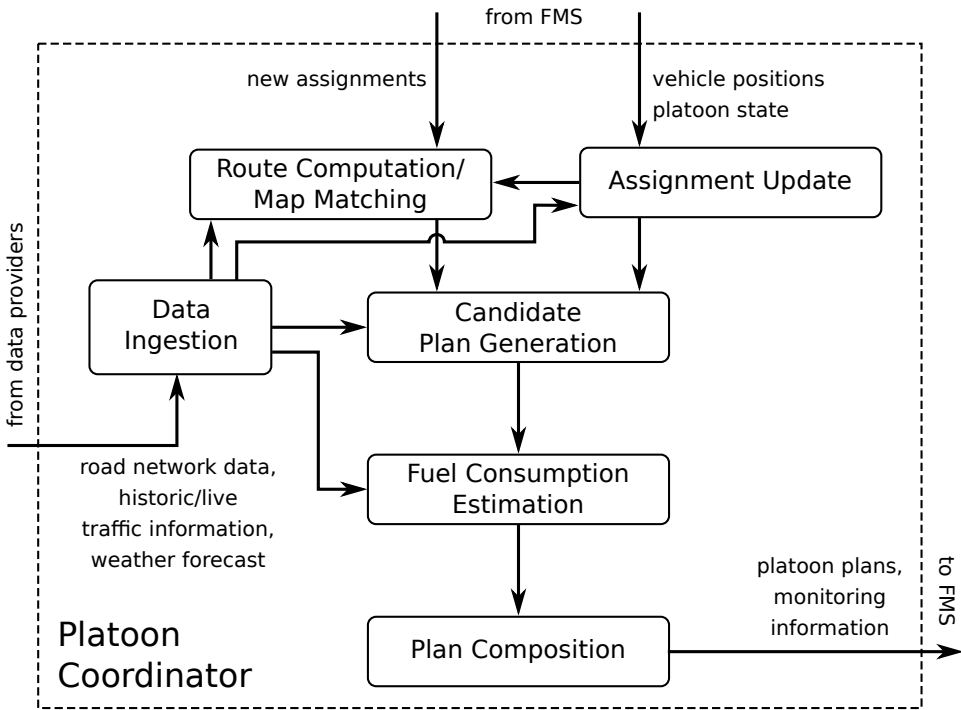 from FMS
new assignments
vehicle positions
platoon state
Route Computation/
Map Matching
Assignment Update
from data providers
Data
Ingestion
Candidate
Plan Generation
road network data,
historic/live
traffic information,
weather forecast
Fuel Consumption
Estimation
platoon plans,
monitoring
information
to FMS
Platoon
Coordinator
Plan Composition